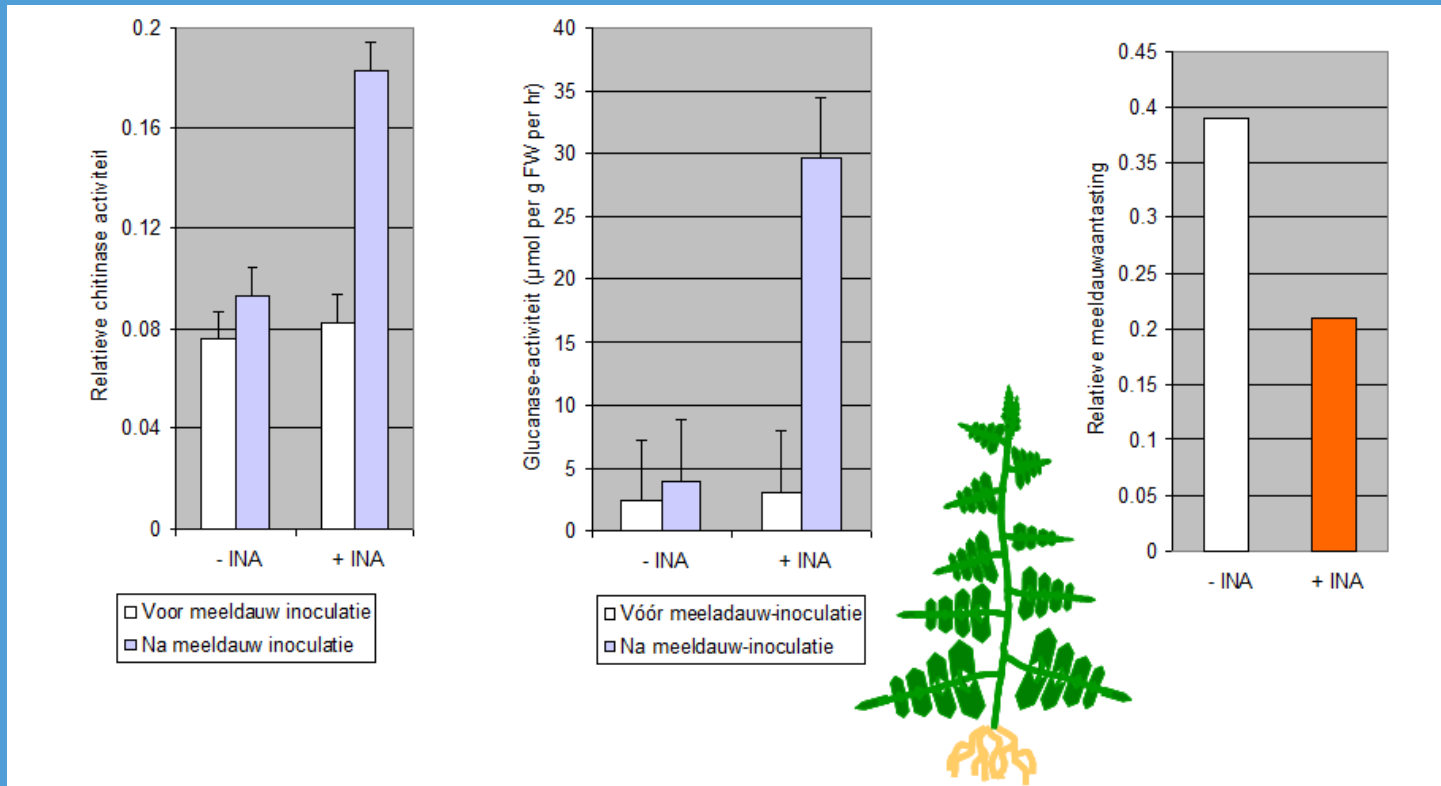 Relatieve chitinase activiteit
0.2
0.16
0.12
0.08
0.04
0
- INA
+ INA
Voor meeldauw inoculatie
Na meeldauw inoculatie
Glucanase-activiteit (µmol per g FW per hr)
40
35
30
25
20
15
10
5
0
- INA
+ INA
Vóór meeladauw-inoculatie
Na meeldauw-inoculatie
Relatieve meeldauwaantasting
0.45
0.4
0.35
0.3
0.25
0.2
0.15
0.1
0.05
0
- INA
+ INA